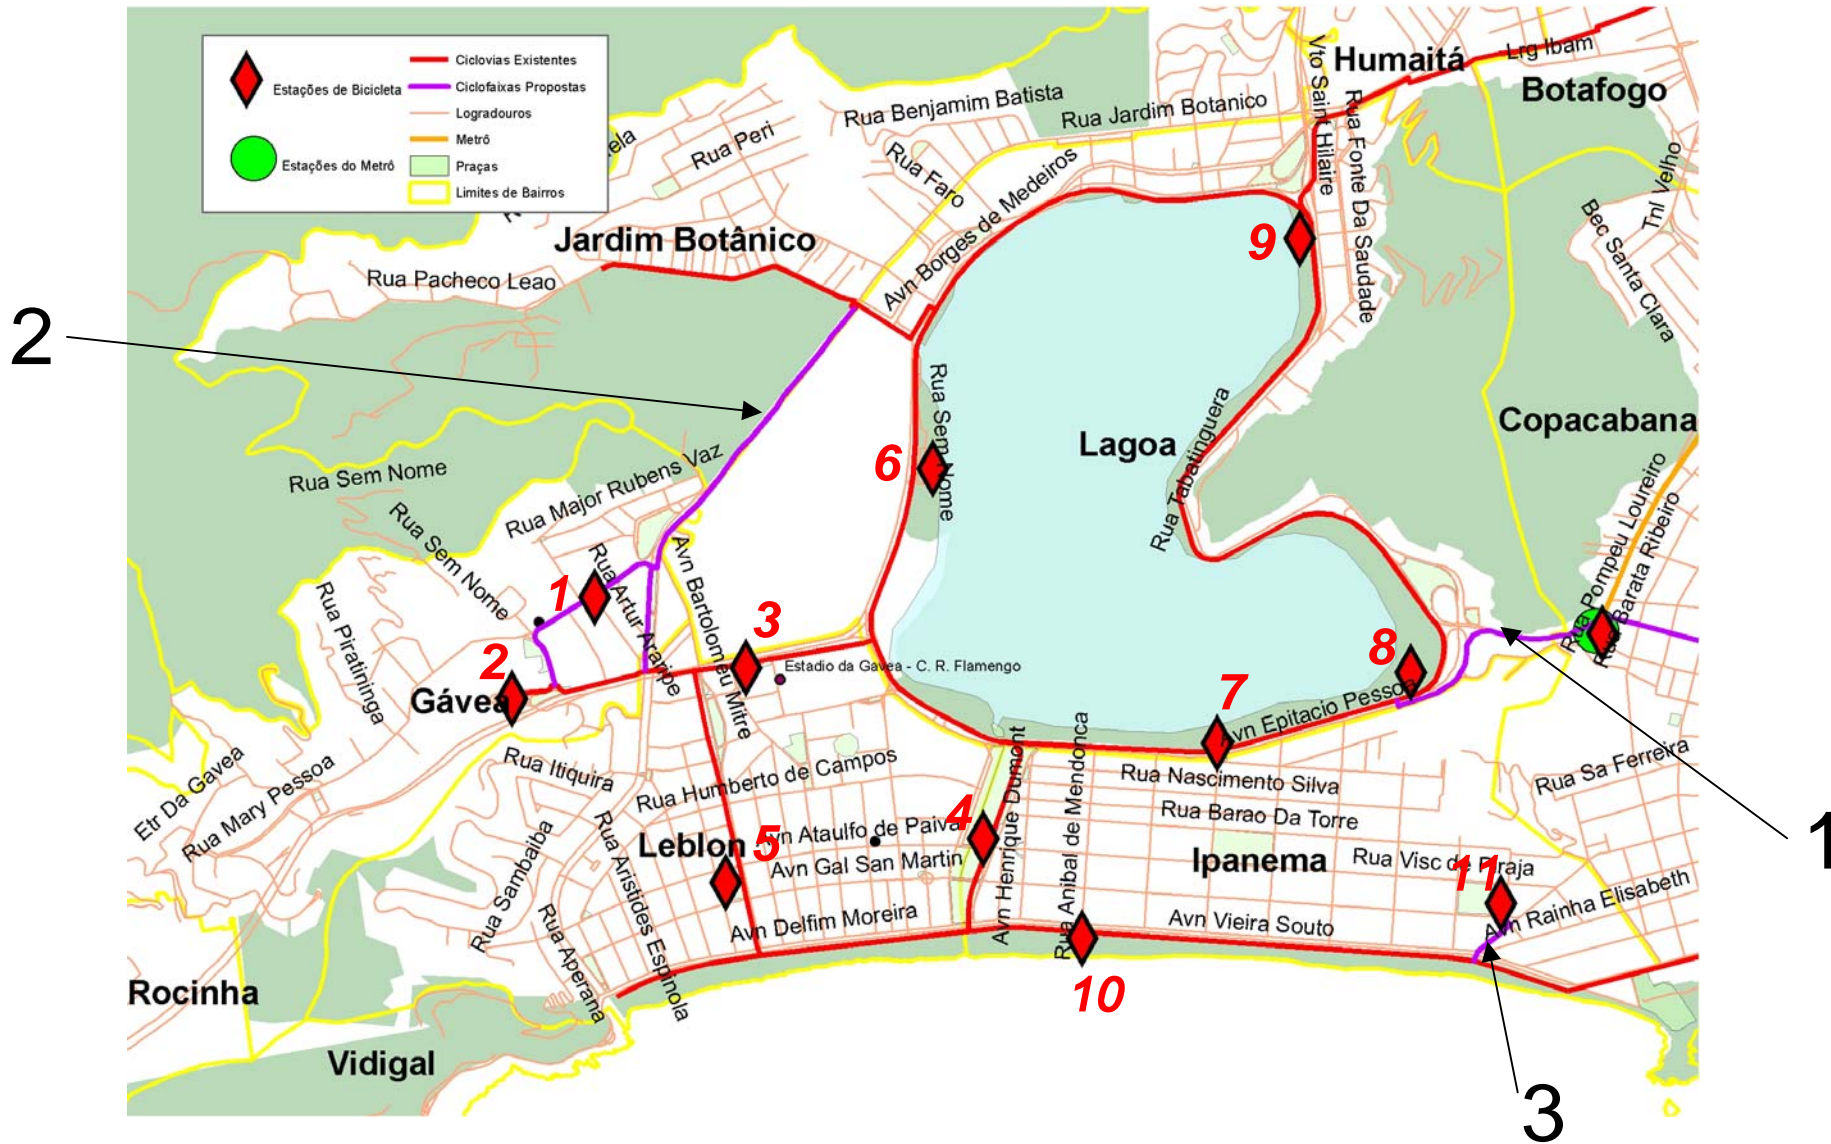 Estações de Bicicleta
Estações do Metrô
Ciclovias Existentes
Ciclofaixas Propostas
Logradouros
Metrô
Praças
Limites de Bairros
Humaitá
Lrg Ibam
Botafogo
Vto Saint Hilaire
Rua Fonte Da Saudade
Rua Benjamim Batista
Rua Jardim Botanico
Rua Peri
Rua Faro
Avn Borges de Medeiros
Tnl Velho
Bec Santa Clara
Jardim Botânico
Rua Pacheco Leao
9
2
Rua Sem Nome
6
Lagoa
Rua Tabatinguera
Copacabana
Rua Sem Nome
Rua Major Rubens Vaz
Rua Sem Nome
Rua Pompeu Loureiro
Rua Barata Ribeiro
Rua Piratininga
1
Rua Artur Araripe
Avn Bartolomeu Mitre
3
Estadio da Gavea - C. R. Flamengo
8
2
Gávea
7
Avn Epitacio Pessoa
Etr Da Gavea
Rua Mary Pessoa
Rua Itiquira
Rua Humberto de Campos
Avn Henrique Dumont
Rua Anibal de Mendonca
Rua Nascimento Silva
Rua Sa Ferreira
Rua Barao Da Torre
1
4
Leblon
5
Avn Ataulfo de Paiva
Avn Gal San Martin
Ipanema
Rua Visc de Piraja
11
Avn Rainha Elisabeth
Rua Sambaiba
Rua Aristides Espinola
Rua Aperana
Avn Delfim Moreira
Avn Vieira Souto
10
Rocinha
Vidigal
3